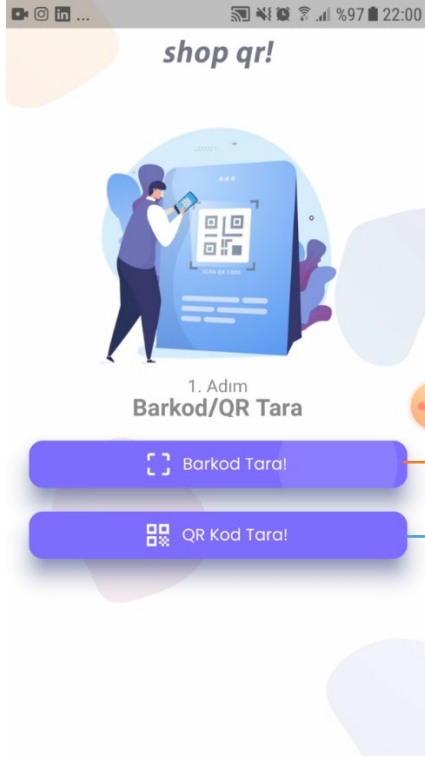 ... %97 22:00
shop qr!
SCAN QR CODE
1. Adım
Barkod/QR Tara
Barkod Tara!
QR Kod Tara!